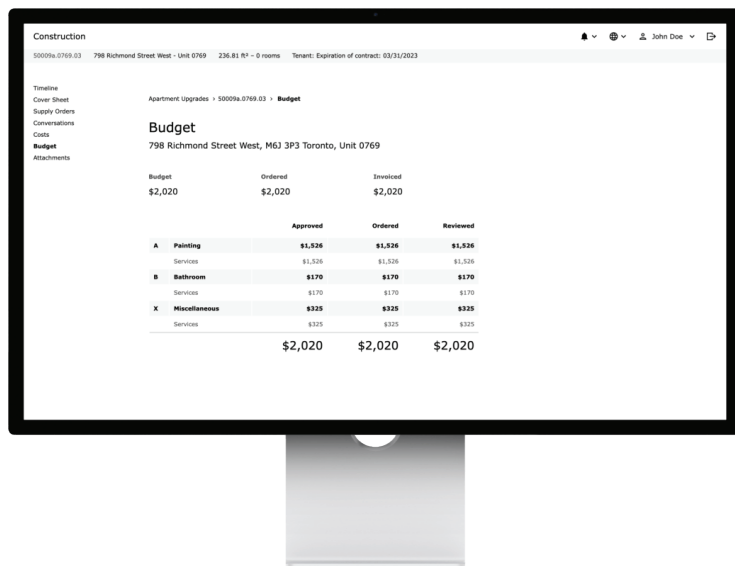 Construction
John Doe
50009a.0769.03 798 Richmond Street West - Unit 0769 236.81 ft² - 0 rooms Tenant: Expiration of contract: 03/31/2023
Timeline
Cover Sheet
Supply Orders
Conversations
Costs
Budget
Attachments
Apartment Upgrades › 50009a.0769.03 › Budget
Budget
798 Richmond Street West, M6J 3P3 Toronto, Unit 0769
Budget Ordered Invoiced
$2,020 $2,020 $2,020
Approved Ordered Reviewed
A Painting $1,526 $1,526 $1,526
Services $1,526 $1,526 $1,526
B Bathroom $170 $170 $170
Services $170 $170 $170
X Miscellaneous $325 $325 $325
Services $325 $325 $325
$2,020 $2,020 $2,020